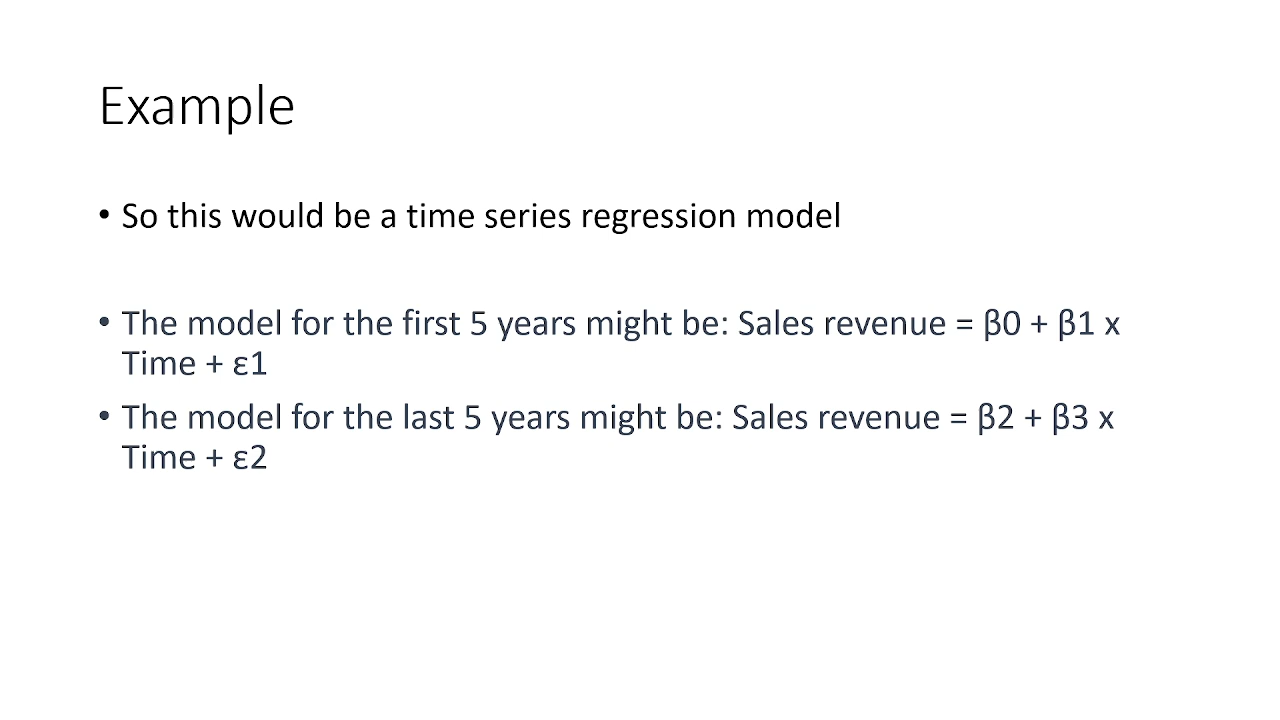 Example
• So this would be a time series regression model
• The model for the first 5 years might be: Sales revenue = β0 + β1 x
Time + ε1
• The model for the last 5 years might be: Sales revenue = β2 + β3 x
Time + ε2